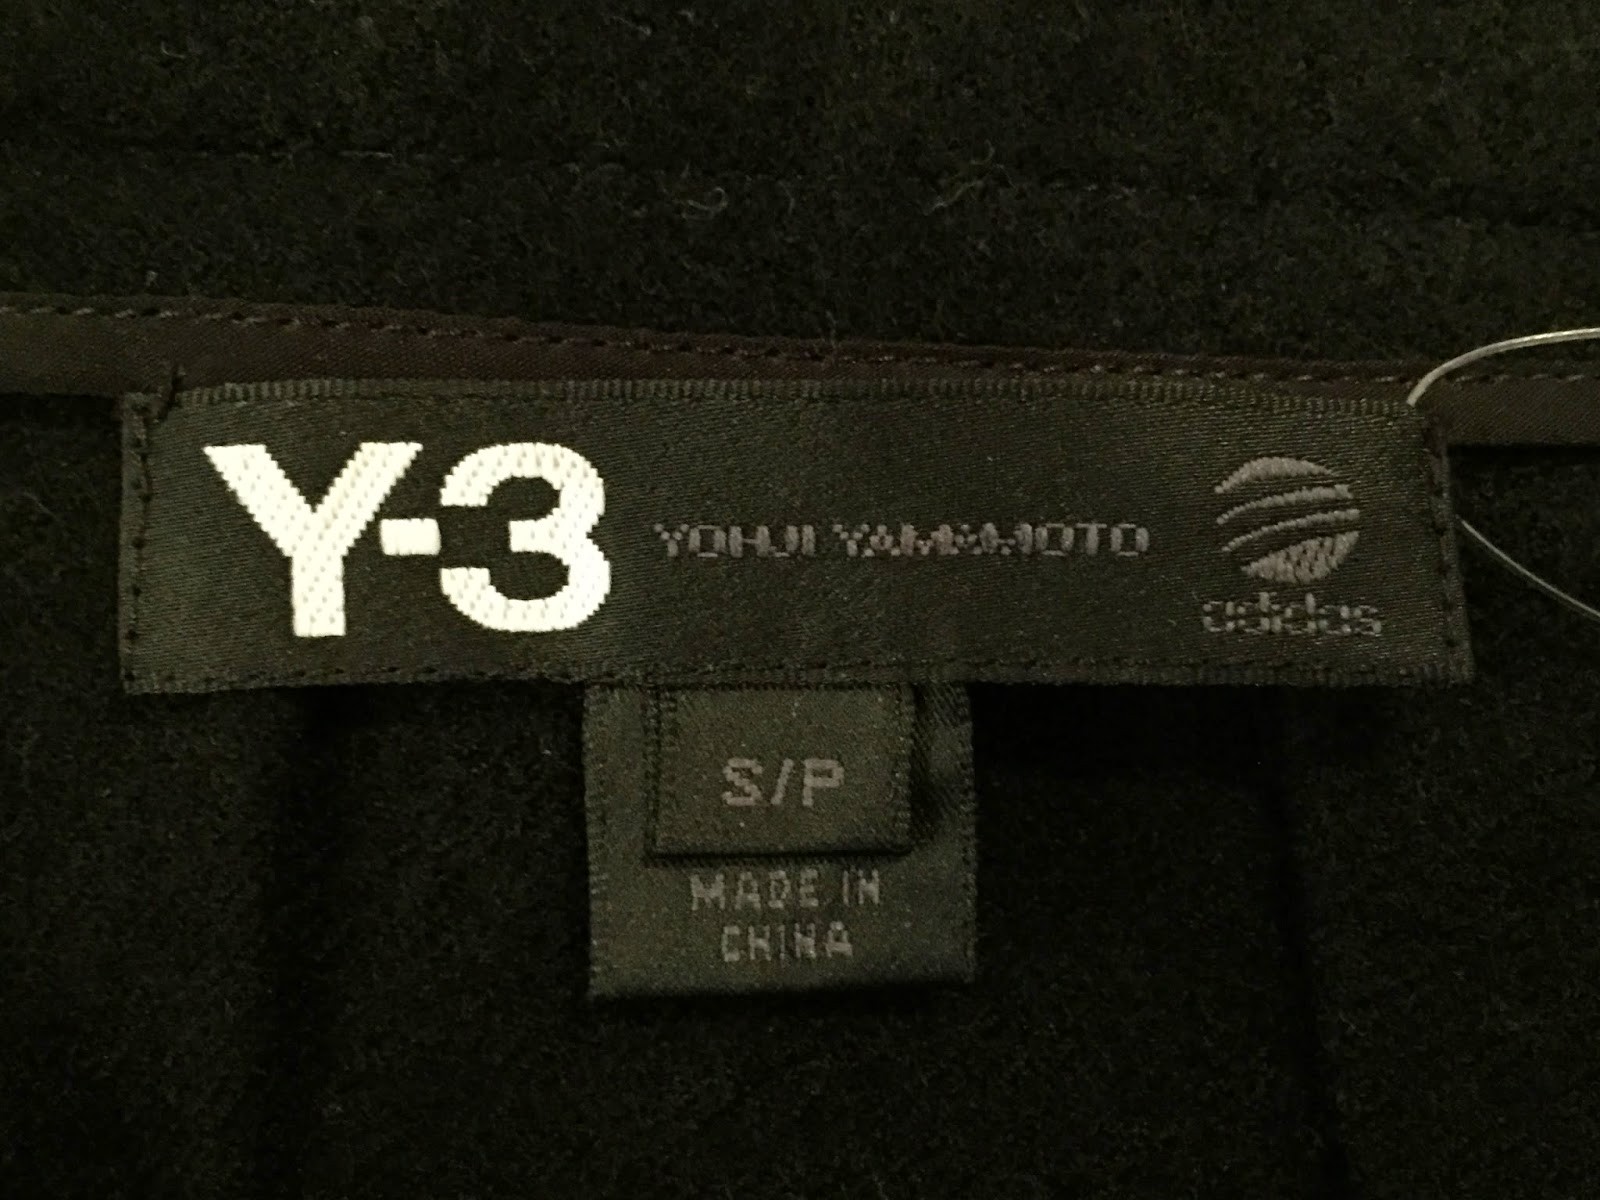 Y-3 YOHJI YAMAMOTO
adidas
S/P
MADE IN
CHINA